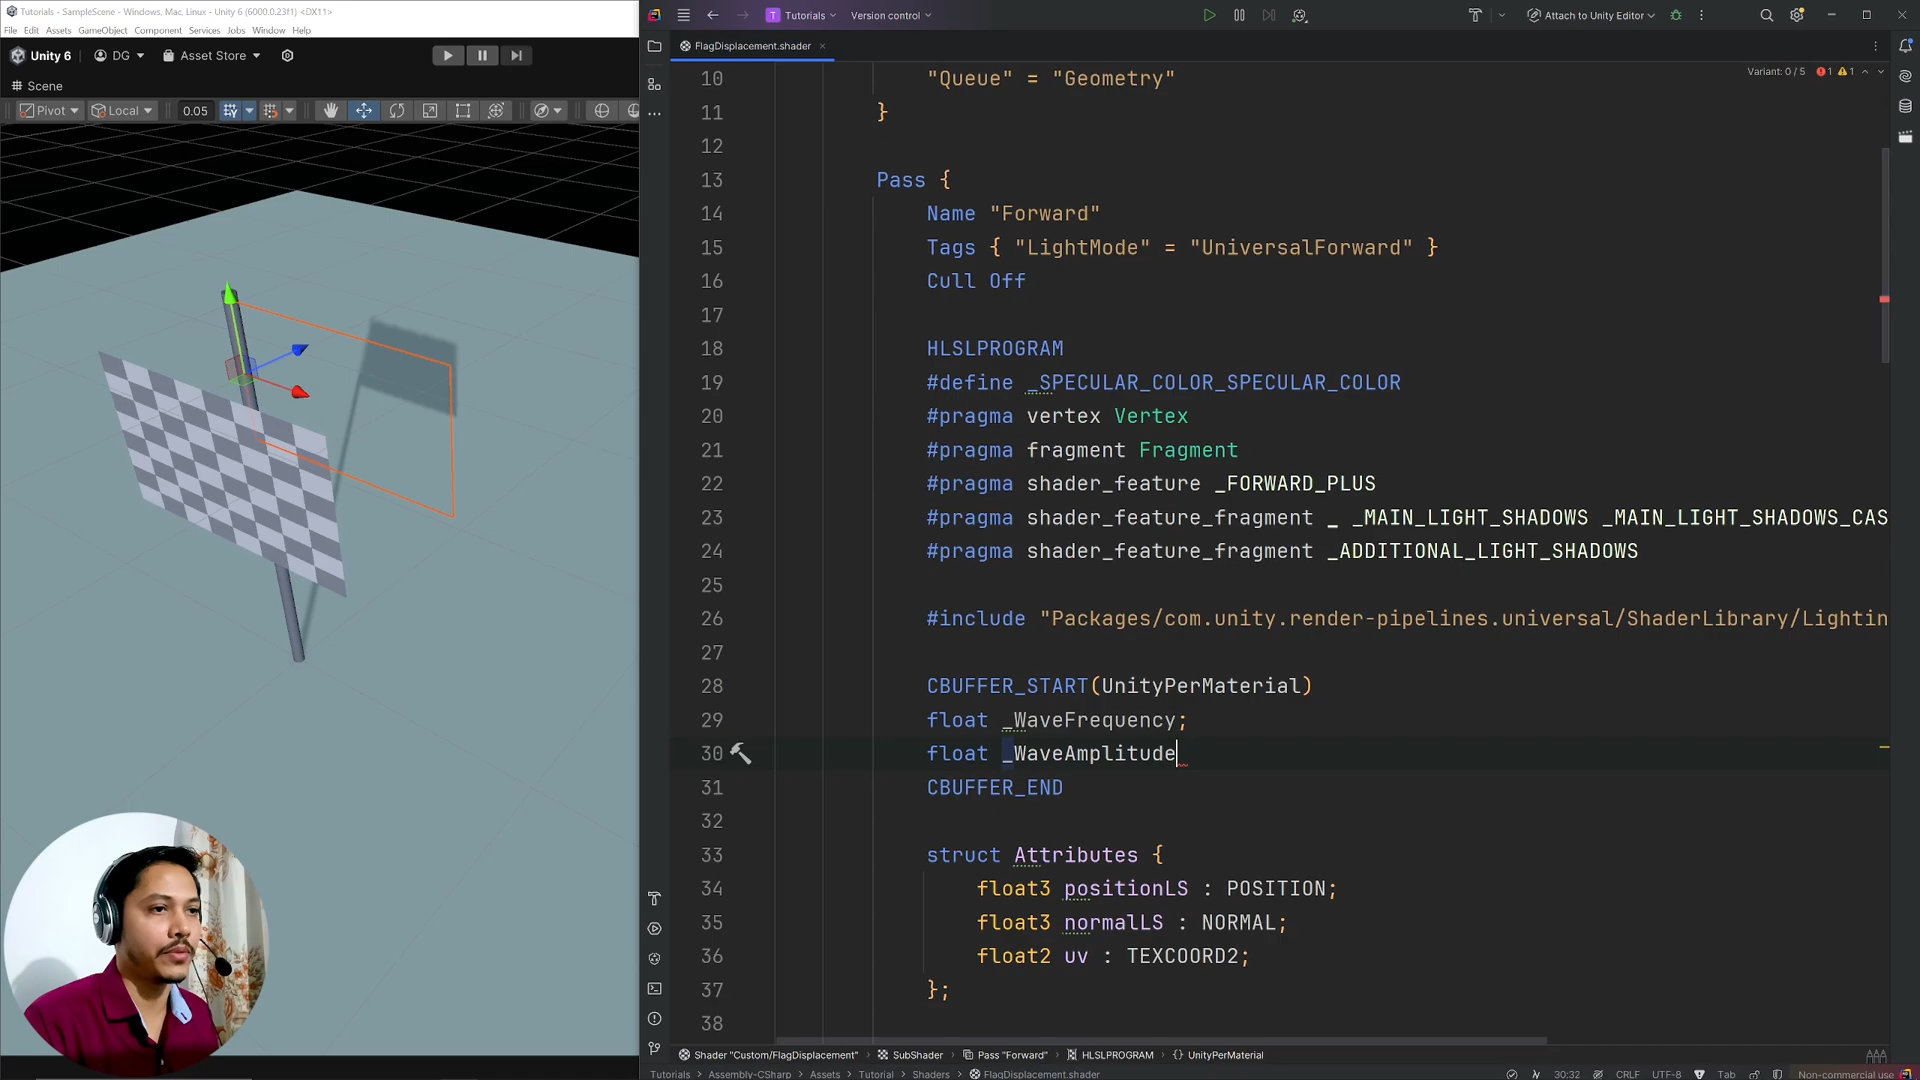 Tutorials - SampleScene - Windows, Mac, Linux - Unity 6 (6000.0.23f1) <DX11>
File Edit Assets GameObject Component Services Jobs Window Help
Unity 6 DG Asset Store
Scene
Pivot Local 0.05
T Tutorials Version control Attach to Unity Editor
FlagDisplacement.shader
Variant: 0 / 5 1 1
10 "Queue" = "Geometry"
11 }
12
13 Pass {
14 Name "Forward"
15 Tags { "LightMode" = "UniversalForward" }
16 Cull Off
17
18 HLSLPROGRAM
19 #define _SPECULAR_COLOR_SPECULAR_COLOR
20 #pragma vertex Vertex
21 #pragma fragment Fragment
22 #pragma shader_feature _FORWARD_PLUS
23 #pragma shader_feature_fragment _ _MAIN_LIGHT_SHADOWS _MAIN_LIGHT_SHADOWS_CAS
24 #pragma shader_feature_fragment _ADDITIONAL_LIGHT_SHADOWS
25
26 #include "Packages/com.unity.render-pipelines.universal/ShaderLibrary/Lightin
27
28 CBUFFER_START(UnityPerMaterial)
29 float _WaveFrequency;
30 float _WaveAmplitude
31 CBUFFER_END
32
33 struct Attributes {
34 float3 positionLS : POSITION;
35 float3 normalLS : NORMAL;
36 float2 uv : TEXCOORD2;
37 };
38
Shader "Custom/FlagDisplacement" SubShader Pass "Forward" HLSLPROGRAM {} UnityPerMaterial
Tutorials Assembly-CSharp Assets Tutorial Shaders FlagDisplacement.shader 30:32 CRLF UTF-8 Tab Non-commercial use